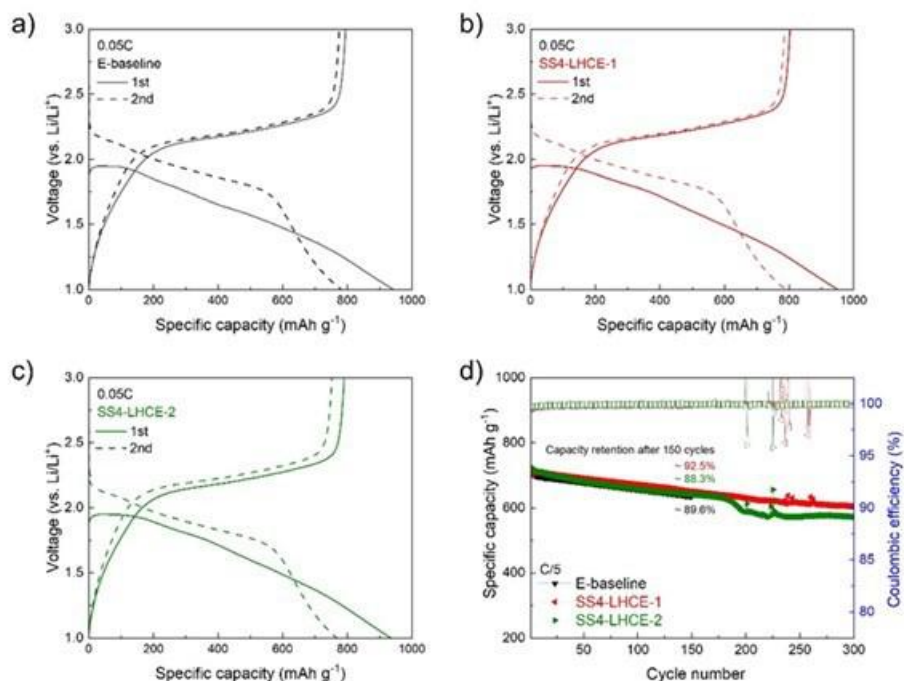 a)
3.0
2.5
2.0
1.5
1.0
Voltage (vs. Li/Li⁺)
0.05C
E-baseline
1st
2nd
0
200
400
600
800
1000
Specific capacity (mAh g⁻¹)
b)
3.0
2.5
2.0
1.5
1.0
Voltage (vs. Li/Li⁺)
0.05C
SS4-LHCE-1
1st
2nd
0
200
400
600
800
1000
Specific capacity (mAh g⁻¹)
c)
3.0
2.5
2.0
1.5
1.0
Voltage (vs. Li/Li⁺)
0.05C
SS4-LHCE-2
1st
2nd
0
200
400
600
800
1000
Specific capacity (mAh g⁻¹)
d)
1000
800
600
400
200
Specific capacity (mAh g⁻¹)
Capacity retention after 150 cycles
~ 92.5%
~ 88.3%
~ 89.6%
C/5
E-baseline
SS4-LHCE-1
SS4-LHCE-2
50
100
150
200
250
300
Cycle number
100
95
90
85
80
Coulombic efficiency (%)